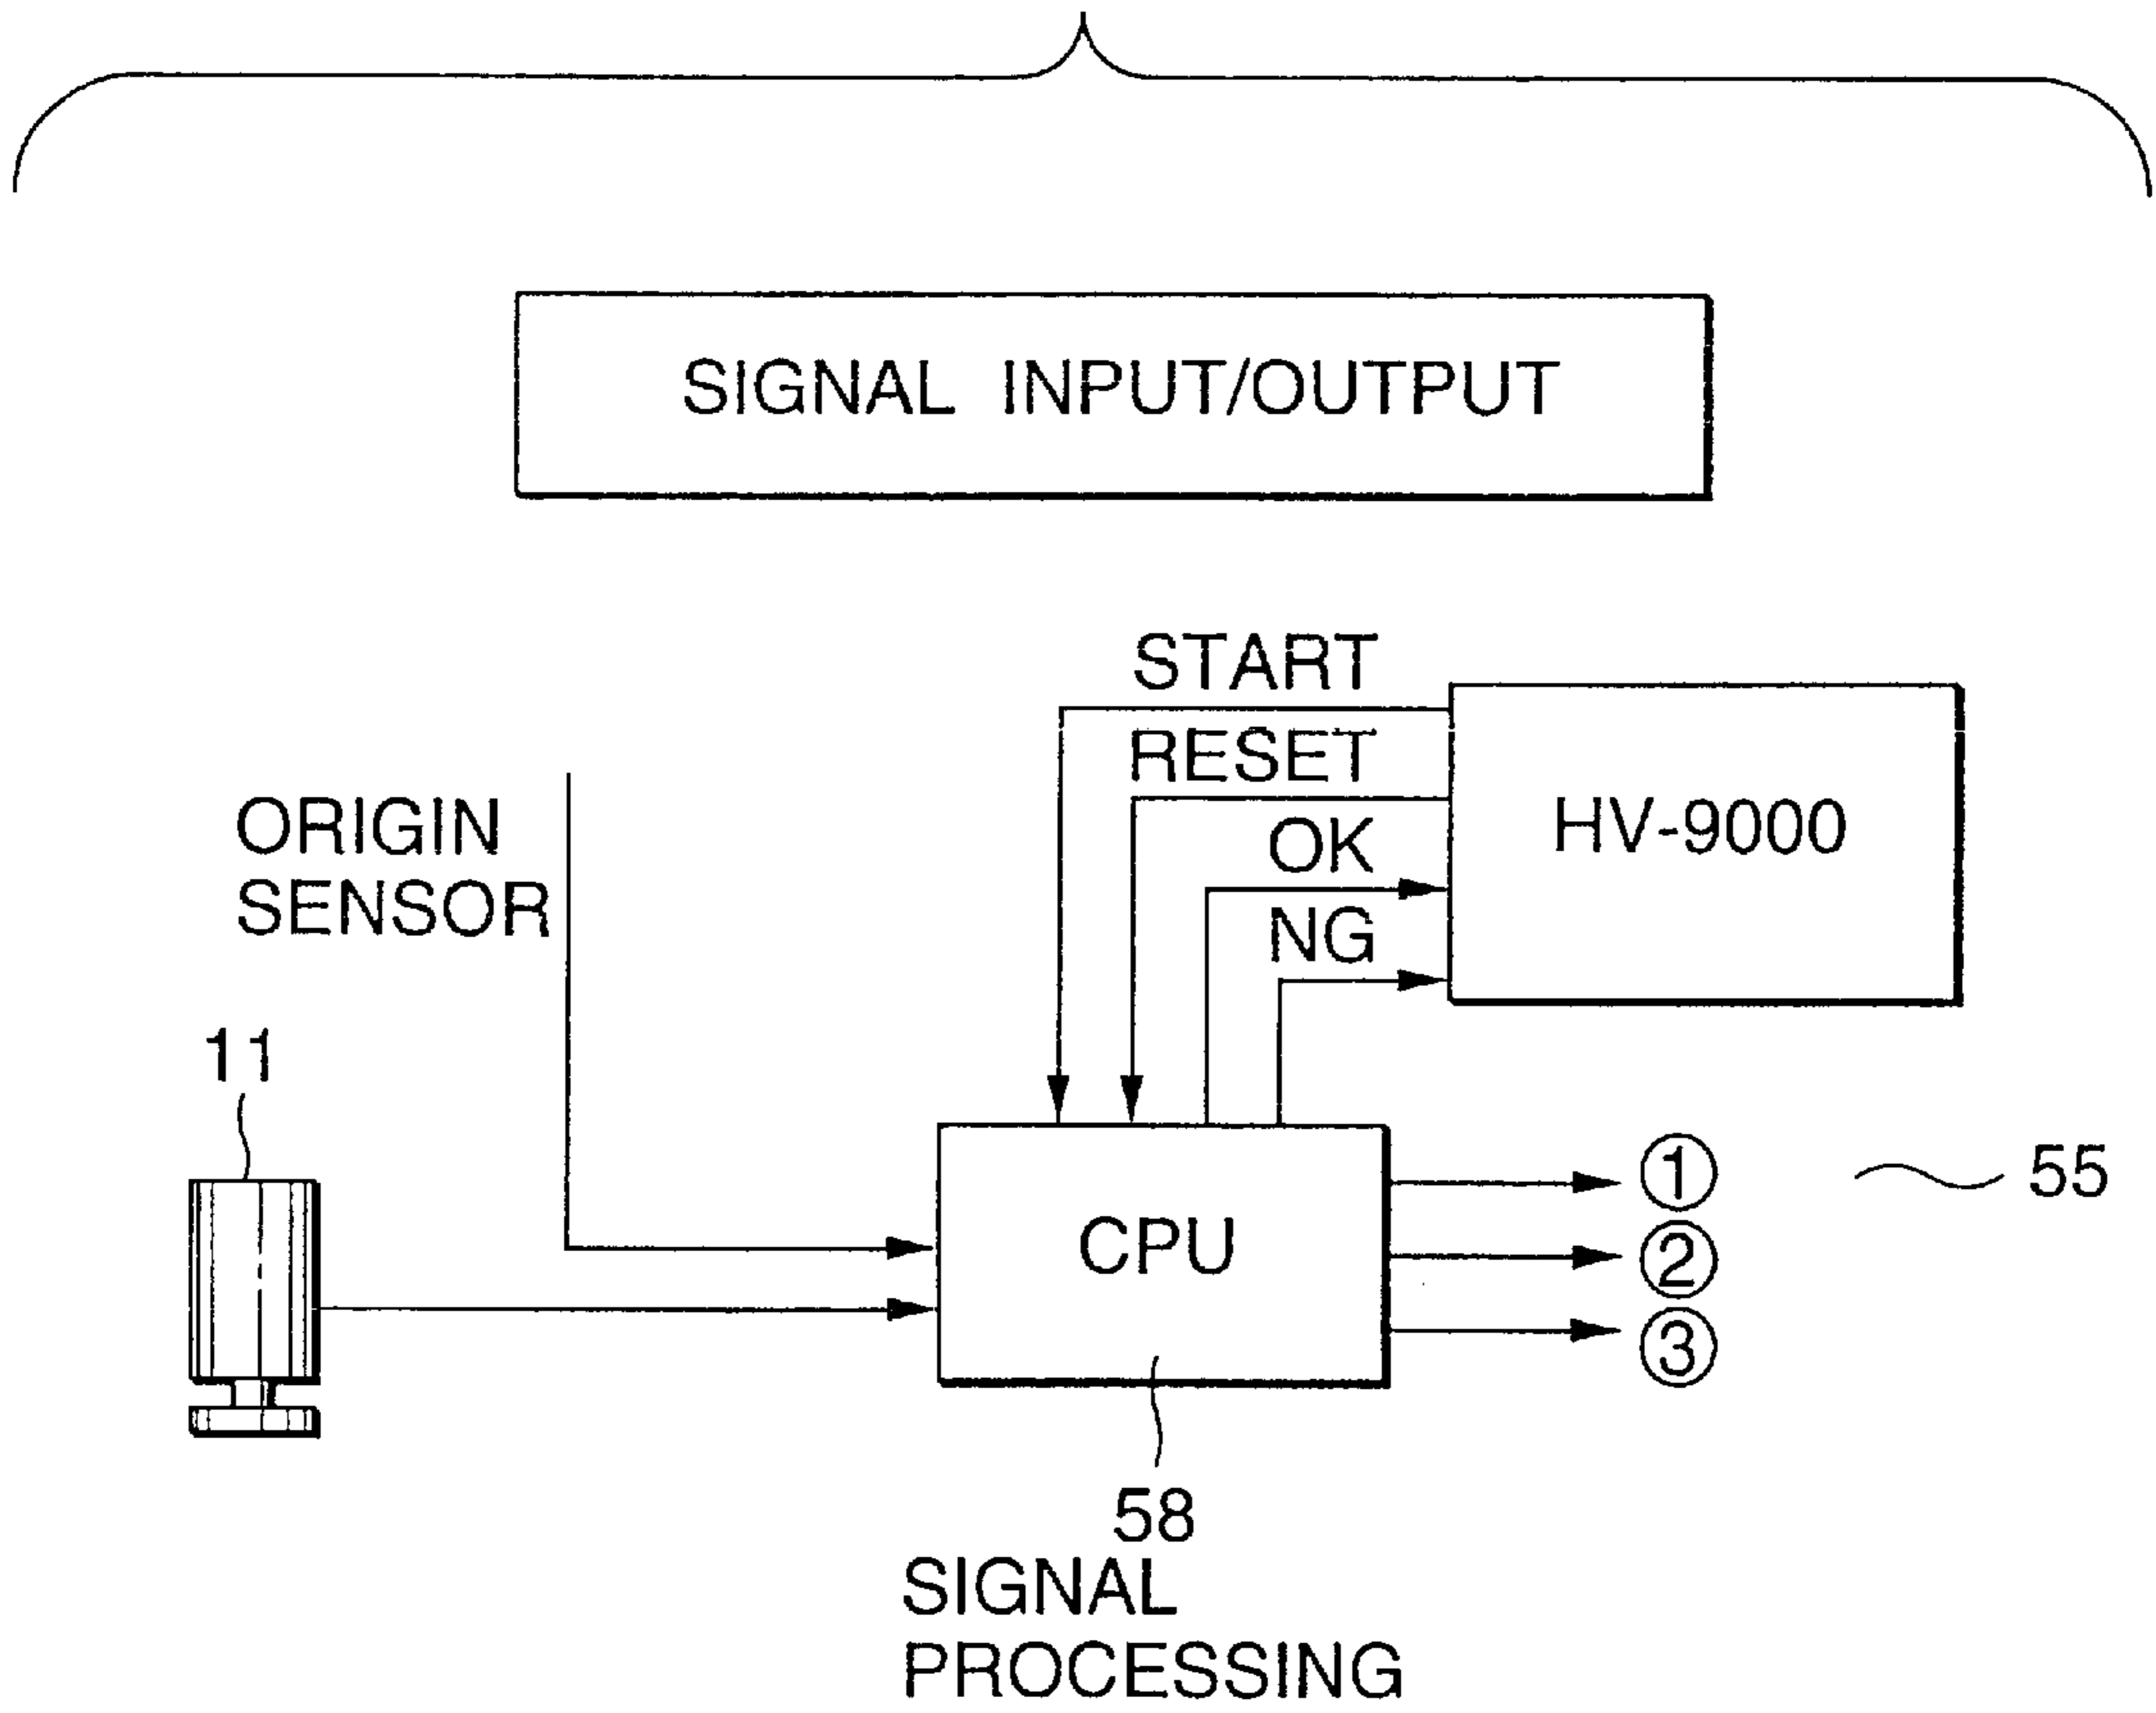 SIGNAL INPUT/OUTPUT
START
RESET
OK
NG
HV-9000
ORIGIN
SENSOR
11
CPU
①
②
③
55
58
SIGNAL
PROCESSING